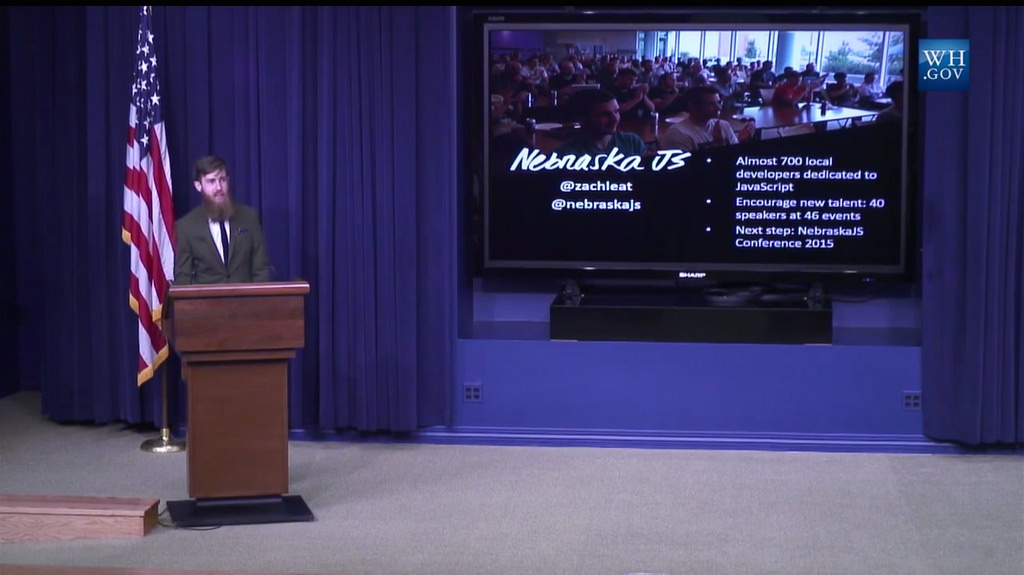 WH
.GOV
Nebraska JS
@zachleat
@nebraskajs
• Almost 700 local
developers dedicated to
JavaScript
• Encourage new talent: 40
speakers at 46 events
• Next step: NebraskaJS
Conference 2015
SHARP